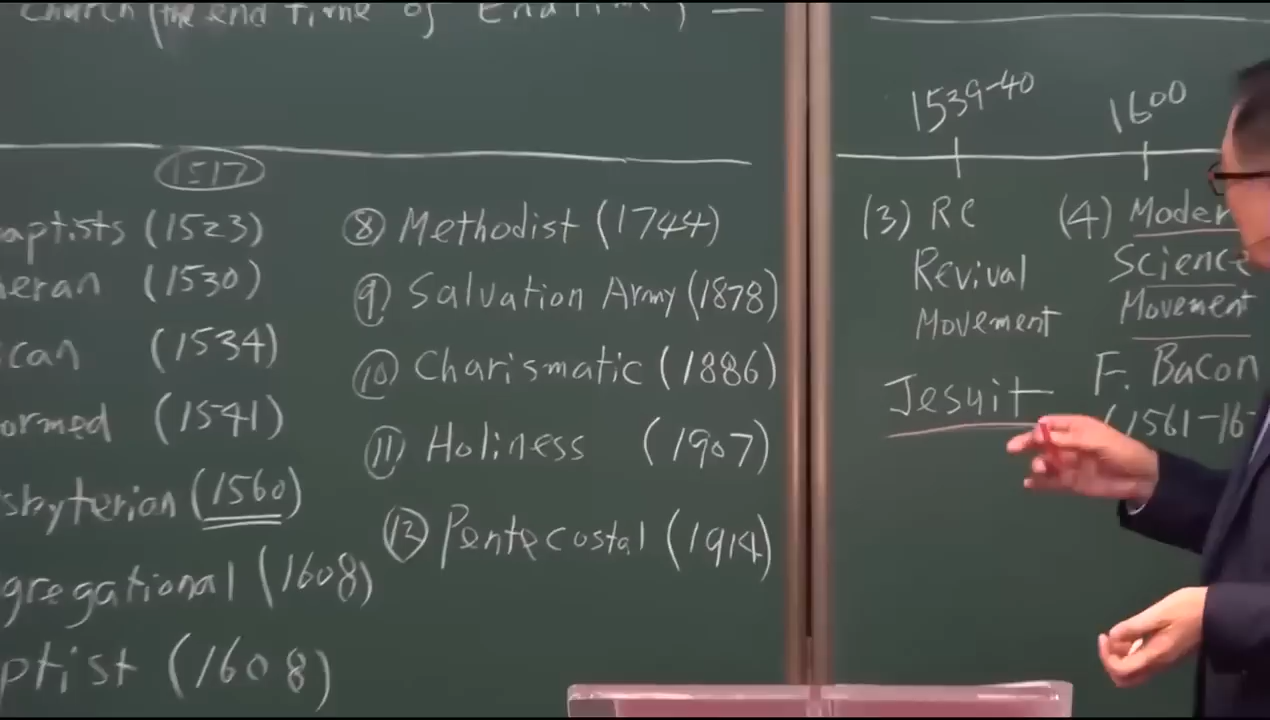 church (the end time of Endtime) —
1517
aptists (1523)
heran (1530)
ican (1534)
ormed (1541)
sbyterian (1560)
gregational (1608)
ptist (1608)
⑧ Methodist (1744)
⑨ Salvation Army (1878)
⑩ Charismatic (1886)
⑪ Holiness (1907)
⑫ Pentecostal (1914)
1539-40
(3) RC
Revival
Movement
Jesuit
1600
(4) Moder
Science
Movement
F. Bacon
(1561-16